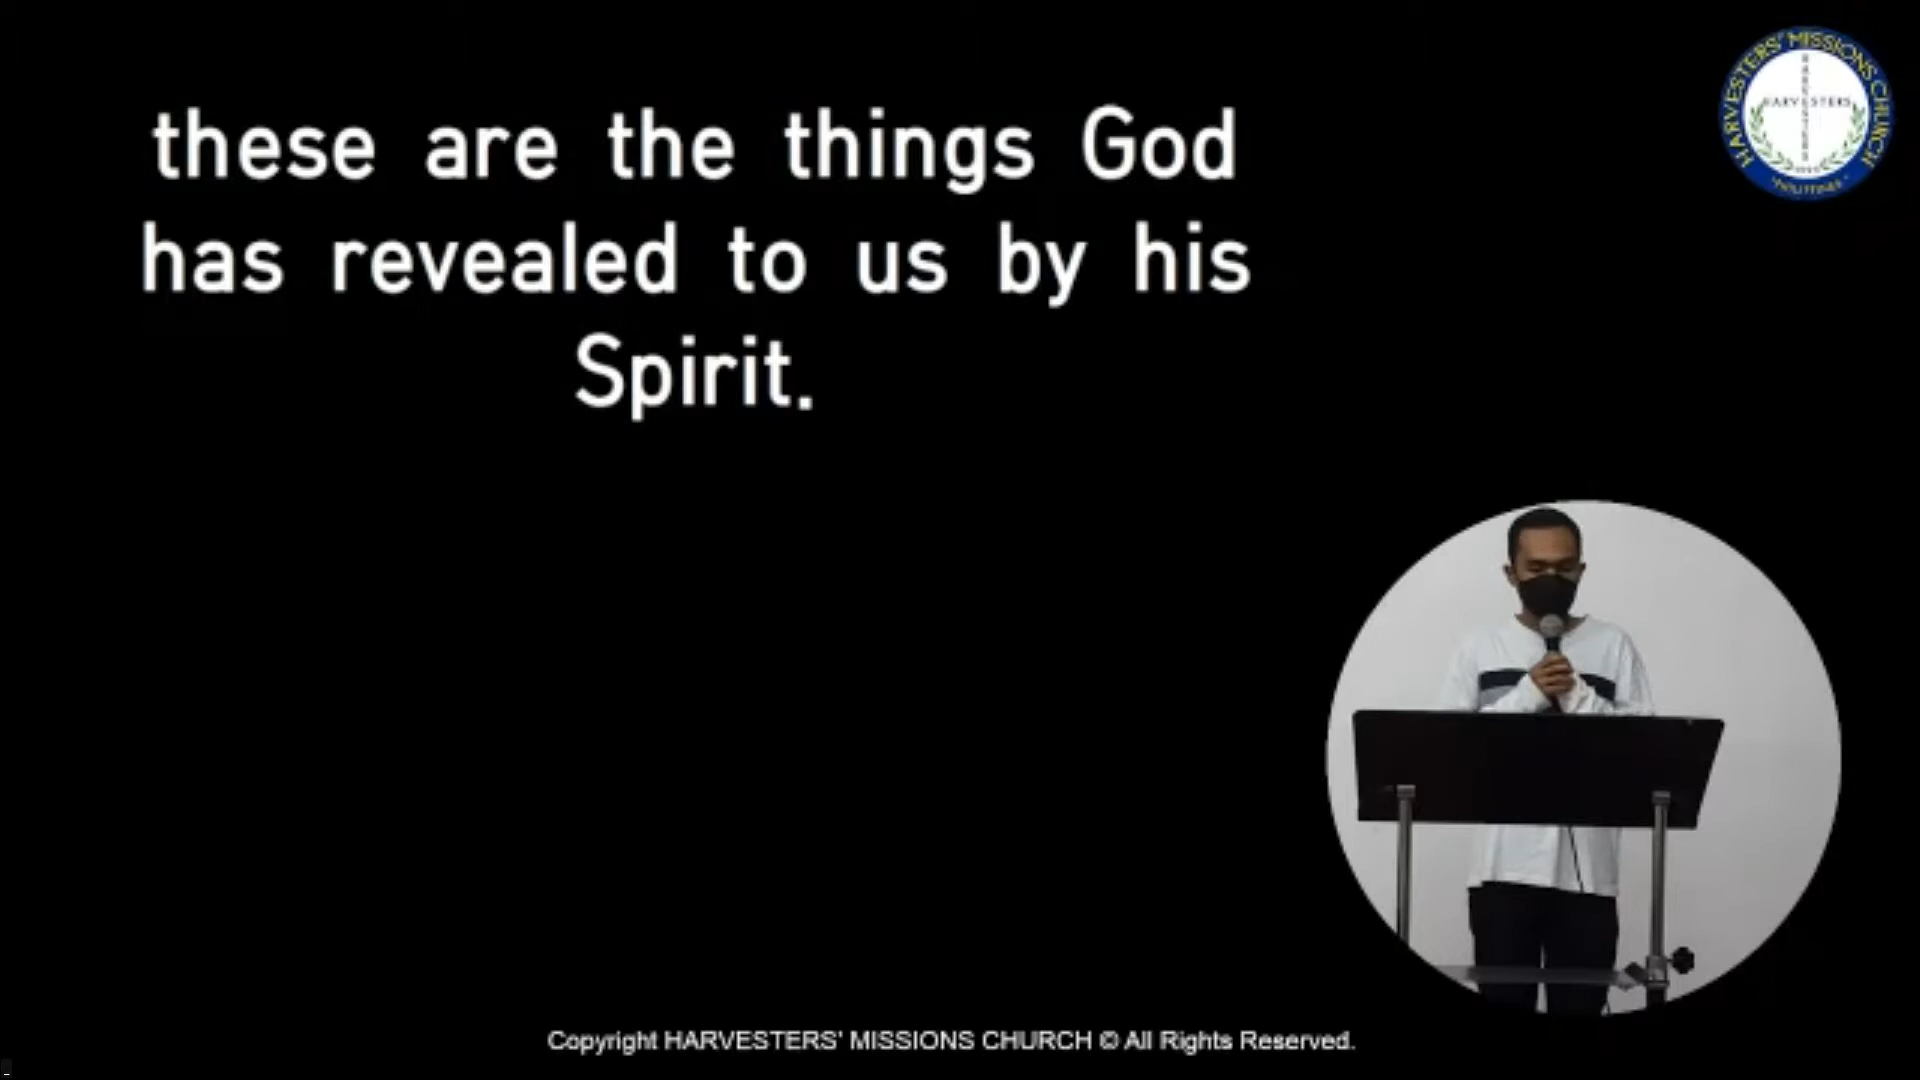 these are the things God
has revealed to us by his
Spirit.
HARVESTERS' MISSIONS CHURCH
HARVESTERS
Copyright HARVESTERS' MISSIONS CHURCH © All Rights Reserved.